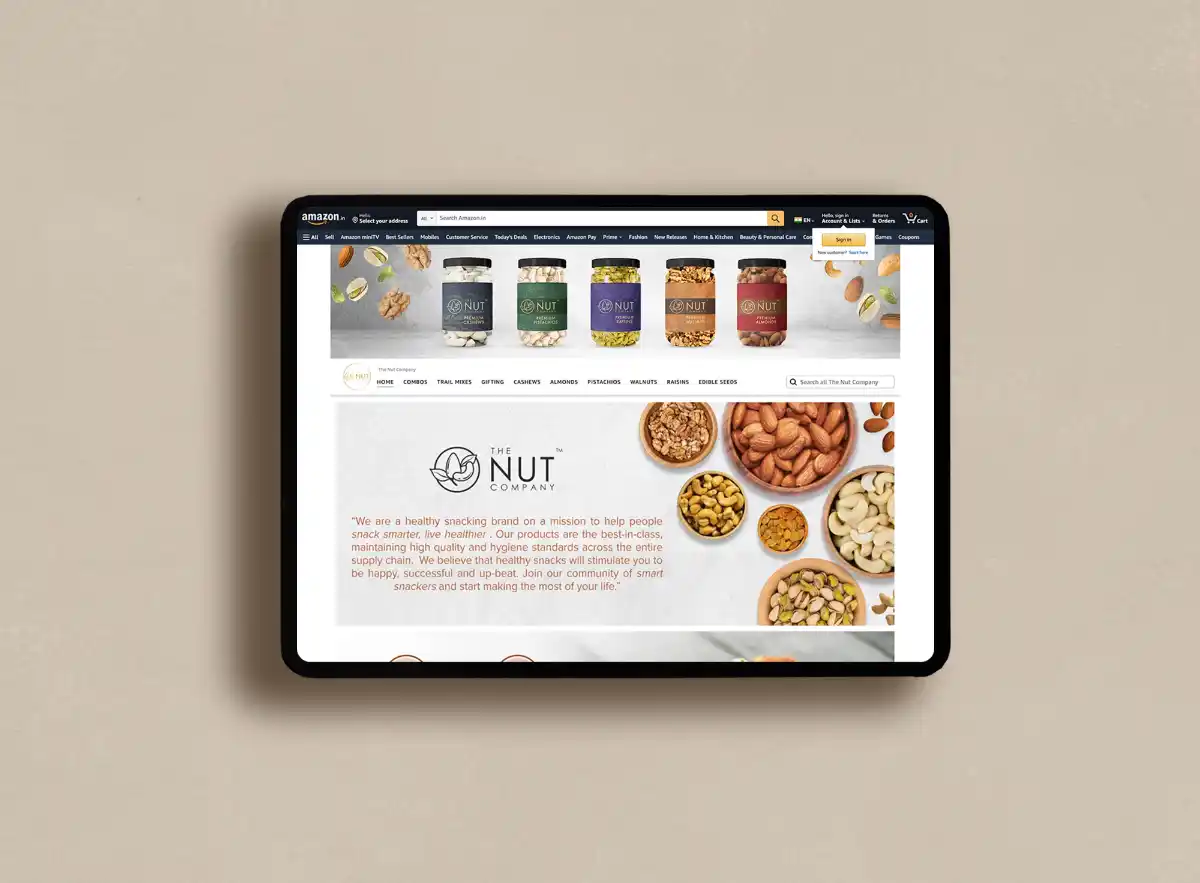 amazon.in
Hello
Select your address
All
Search Amazon.in
EN
Hello, sign in
Account & Lists
Returns
& Orders
0
Cart
All
Sell
Amazon miniTV
Best Sellers
Mobiles
Customer Service
Today's Deals
Electronics
Amazon Pay
Prime
Fashion
New Releases
Home & Kitchen
Beauty & Personal Care
Games
Coupons
Sign in
New customer? Start here
NUT
PREMIUM
CASHEWS
NUT
PREMIUM
PISTACHIOS
NUT
PREMIUM
NUT
PREMIUM
NUT
PREMIUM
ALMONDS
NUT
The Nut Company
HOME
COMBOS
TRAIL MIXES
GIFTING
CASHEWS
ALMONDS
PISTACHIOS
WALNUTS
RAISINS
EDIBLE SEEDS
Search all The Nut Company
THE
NUT
TM
COMPANY
"We are a healthy snacking brand on a mission to help people
snack smarter, live healthier . Our products are the best-in-class,
maintaining high quality and hygiene standards across the entire
supply chain. We believe that healthy snacks will stimulate you to
be happy, successful and up-beat. Join our community of smart
snackers and start making the most of your life."